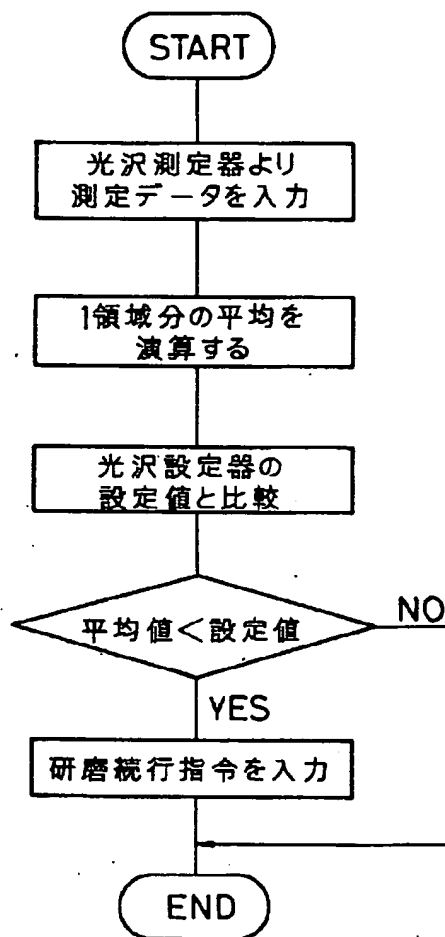 START
光沢測定器より
測定データを入力
1領域分の平均を
演算する
光沢設定器の
設定値と比較
平均値<設定値
NO
YES
研磨続行指令を入力
END